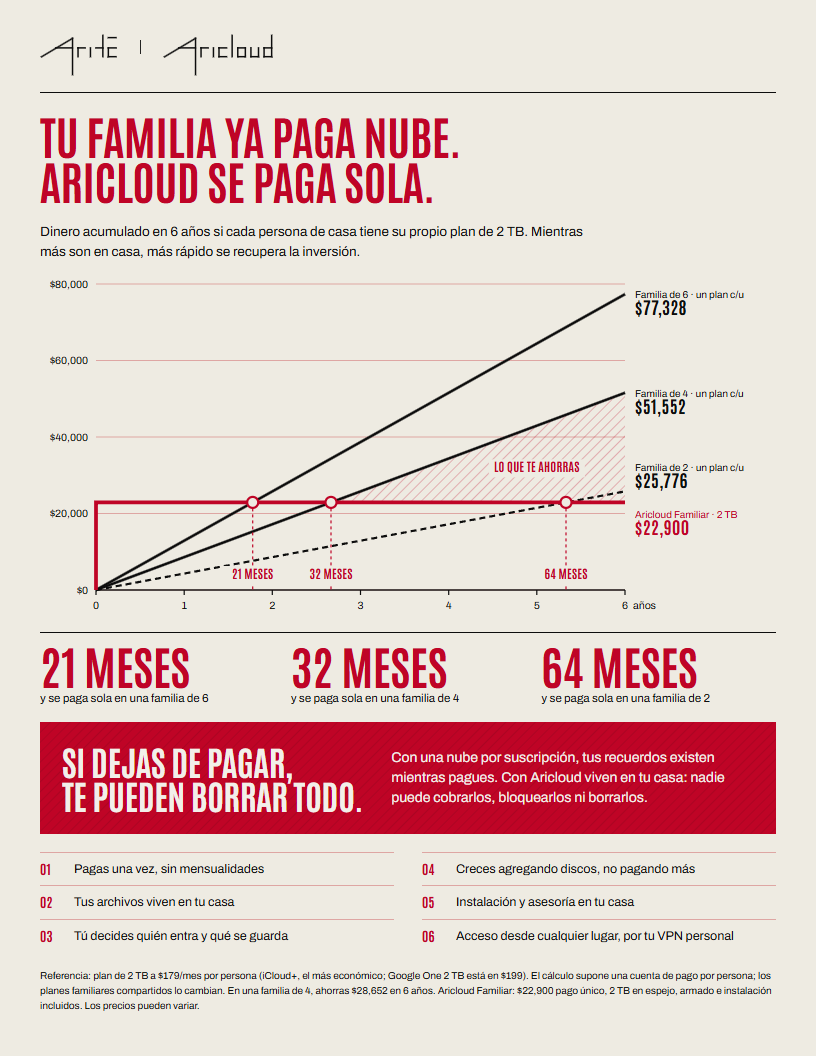 Aritē | Aricloud
TU FAMILIA YA PAGA NUBE.
ARICLOUD SE PAGA SOLA.
Dinero acumulado en 6 años si cada persona de casa tiene su propio plan de 2 TB. Mientras
más son en casa, más rápido se recupera la inversión.
$80,000
Familia de 6 · un plan c/u
$77,328
$60,000
Familia de 4 · un plan c/u
$51,552
$40,000
LO QUE TE AHORRAS
Familia de 2 · un plan c/u
$25,776
$20,000
Aricloud Familiar · 2 TB
$22,900
21 MESES
32 MESES
64 MESES
$0
0 1 2 3 4 5 6 años
21 MESES
y se paga sola en una familia de 6
32 MESES
y se paga sola en una familia de 4
64 MESES
y se paga sola en una familia de 2
SI DEJAS DE PAGAR,
TE PUEDEN BORRAR TODO.
Con una nube por suscripción, tus recuerdos existen
mientras pagues. Con Aricloud viven en tu casa: nadie
puede cobrarlos, bloquearlos ni borrarlos.
01 Pagas una vez, sin mensualidades
02 Tus archivos viven en tu casa
03 Tú decides quién entra y qué se guarda
04 Creces agregando discos, no pagando más
05 Instalación y asesoría en tu casa
06 Acceso desde cualquier lugar, por tu VPN personal
Referencia: plan de 2 TB a $179/mes por persona (iCloud+, el más económico; Google One 2 TB está en $199). El cálculo supone una cuenta de pago por persona; los
planes familiares compartidos lo cambian. En una familia de 4, ahorras $28,652 en 6 años. Aricloud Familiar: $22,900 pago único, 2 TB en espejo, armado e instalación
incluidos. Los precios pueden variar.